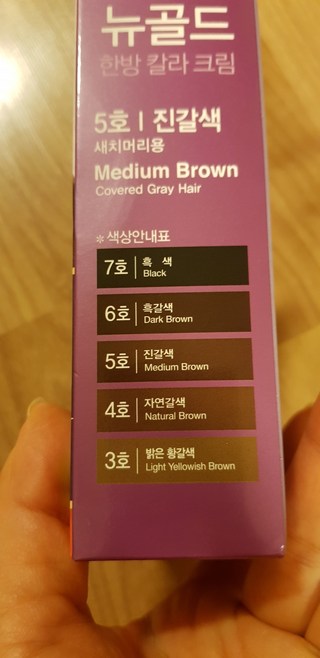 뉴골드
한방 칼라 크림
5호 | 진갈색
새치머리용
Medium Brown
Covered Gray Hair
※색상안내표
7호 | 흑 색
Black
6호 | 흑갈색
Dark Brown
5호 | 진갈색
Medium Brown
4호 | 자연갈색
Natural Brown
3호 | 밝은 황갈색
Light Yellowish Brown